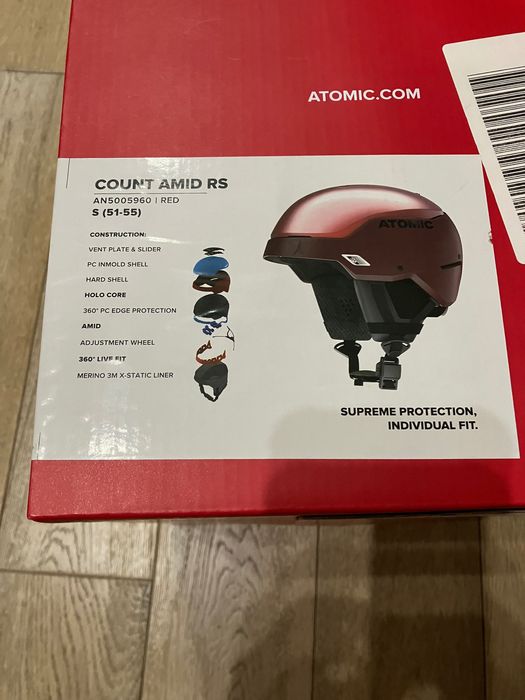 ATOMIC.COM
COUNT AMID RS
AN5005960 | RED
S (51-55)
CONSTRUCTION:
VENT PLATE & SLIDER
PC INMOLD SHELL
HARD SHELL
HOLO CORE
360° PC EDGE PROTECTION
AMID
ADJUSTMENT WHEEL
360° LIVE FIT
MERINO 3M X-STATIC LINER
ATOMIC
SUPREME PROTECTION,
INDIVIDUAL FIT.